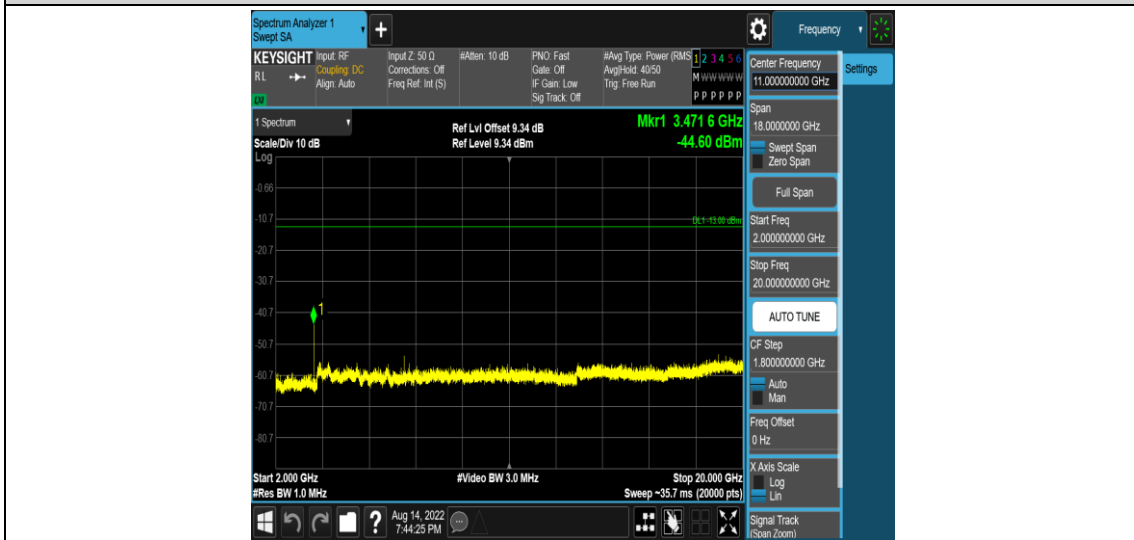 Spectrum Analyzer 1
Swept SA
+
Frequency
KEYSIGHT
RL
LXI
Input: RF
Coupling: DC
Align: Auto
Input Z: 50 Ω
Corrections: Off
Freq Ref: Int (S)
#Atten: 10 dB
PNO: Fast
Gate: Off
IF Gain: Low
Sig Track: Off
#Avg Type: Power (RMS
Avg|Hold: 40/50
Trig: Free Run
1 2 3 4 5 6
M W W W W W
P P P P P P
1 Spectrum
Ref Lvl Offset 9.34 dB
Mkr1 3.471 6 GHz
Scale/Div 10 dB
Ref Level 9.34 dBm
-44.60 dBm
Log
-0.66
-10.7
DL1 -13.00 dBm
-20.7
-30.7
-40.7
1
-50.7
-60.7
-70.7
-80.7
Start 2.000 GHz
#Video BW 3.0 MHz
Stop 20.000 GHz
#Res BW 1.0 MHz
Sweep ~35.7 ms (20000 pts)
Center Frequency
11.000000000 GHz
Settings
Span
18.0000000 GHz
Swept Span
Zero Span
Full Span
Start Freq
2.000000000 GHz
Stop Freq
20.000000000 GHz
AUTO TUNE
CF Step
1.800000000 GHz
Auto
Man
Freq Offset
0 Hz
X Axis Scale
Log
Lin
Signal Track
(Span Zoom)
?
Aug 14, 2022
7:44:25 PM